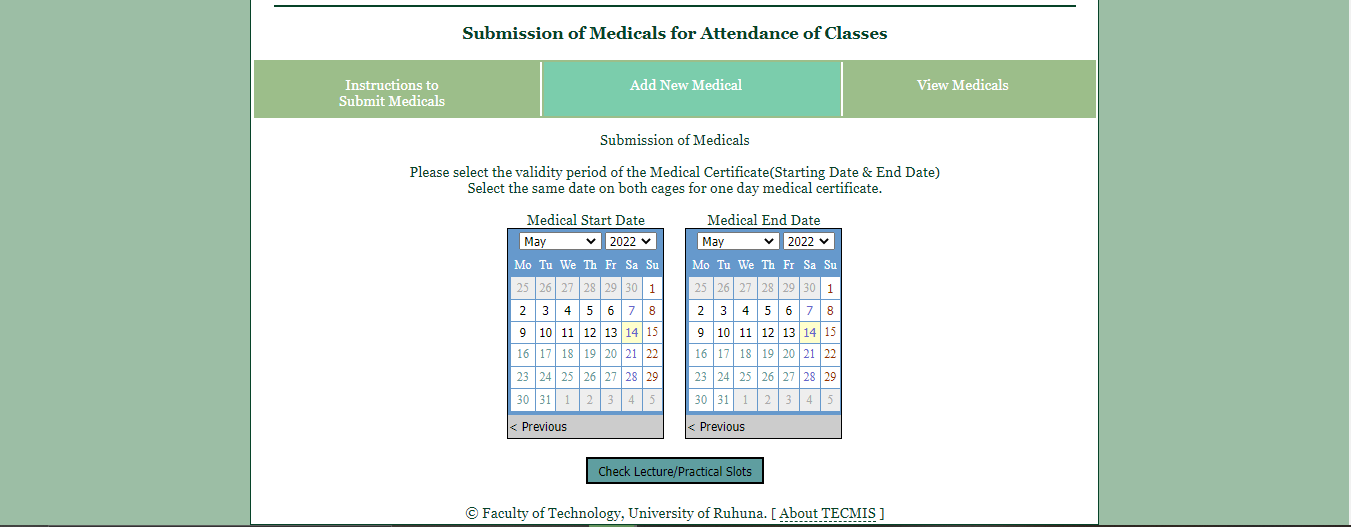 Submission of Medicals for Attendance of Classes
Instructions to
Submit Medicals
Add New Medical
View Medicals
Submission of Medicals
Please select the validity period of the Medical Certificate(Starting Date & End Date)
Select the same date on both cages for one day medical certificate.
Medical Start Date
May 2022
Mo Tu We Th Fr Sa Su
25 26 27 28 29 30 1
2 3 4 5 6 7 8
9 10 11 12 13 14 15
16 17 18 19 20 21 22
23 24 25 26 27 28 29
30 31 1 2 3 4 5
< Previous
Medical End Date
May 2022
Mo Tu We Th Fr Sa Su
25 26 27 28 29 30 1
2 3 4 5 6 7 8
9 10 11 12 13 14 15
16 17 18 19 20 21 22
23 24 25 26 27 28 29
30 31 1 2 3 4 5
< Previous
Check Lecture/Practical Slots
© Faculty of Technology, University of Ruhuna. [ About TECMIS ]